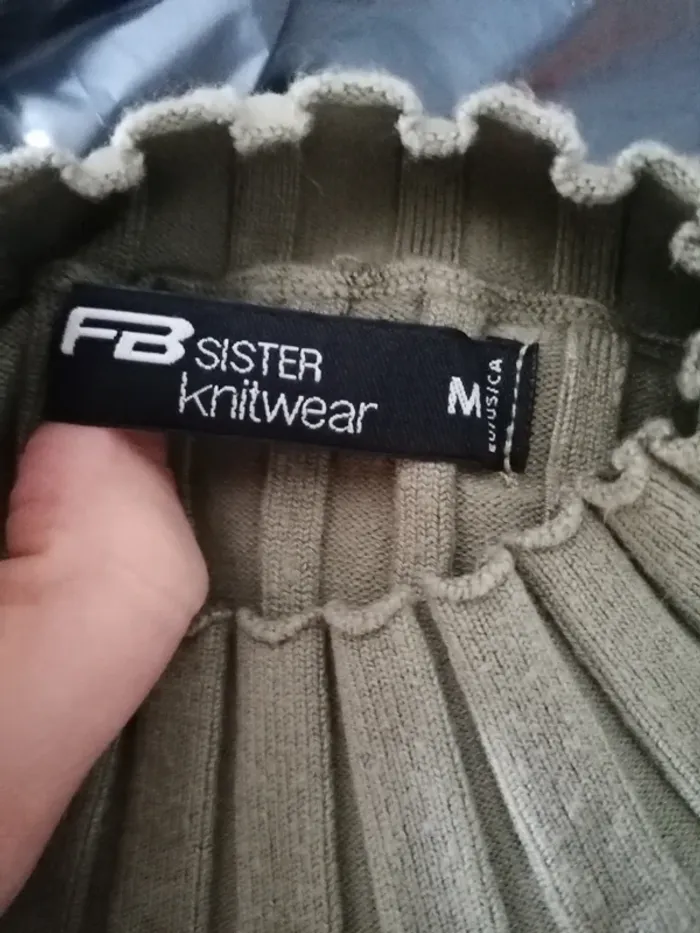 FB SISTER
knitwear
M
EU/US/CA